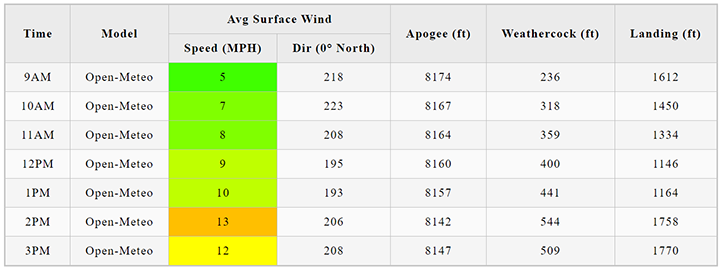 Time Model Avg Surface Wind Apogee (ft) Weathercock (ft) Landing (ft)
Speed (MPH) Dir (0° North)
9AM Open-Meteo 5 218 8174 236 1612
10AM Open-Meteo 7 223 8167 318 1450
11AM Open-Meteo 8 208 8164 359 1334
12PM Open-Meteo 9 195 8160 400 1146
1PM Open-Meteo 10 193 8157 441 1164
2PM Open-Meteo 13 206 8142 544 1758
3PM Open-Meteo 12 208 8147 509 1770